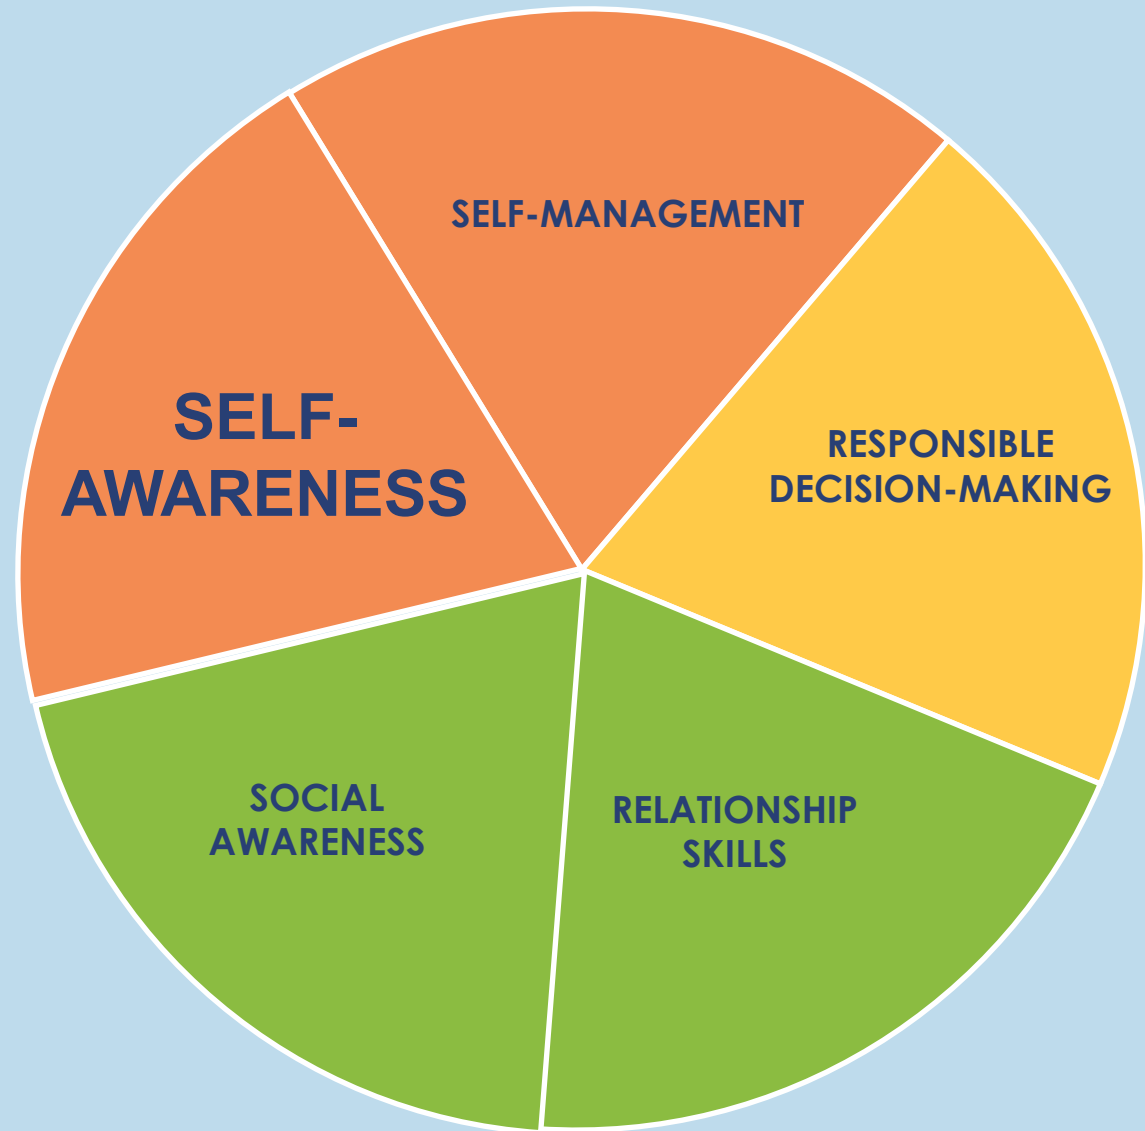 SELF-MANAGEMENT
SELF-
AWARENESS
RESPONSIBLE
DECISION-MAKING
SOCIAL
AWARENESS
RELATIONSHIP
SKILLS